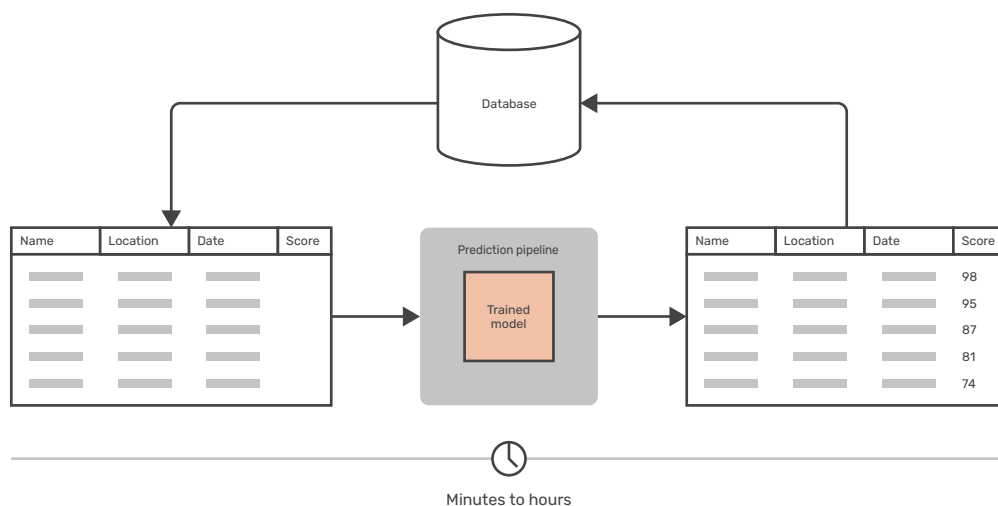 Database
Name Location Date Score
Prediction pipeline
Trained
model
Name Location Date Score
98
95
87
81
74
Minutes to hours